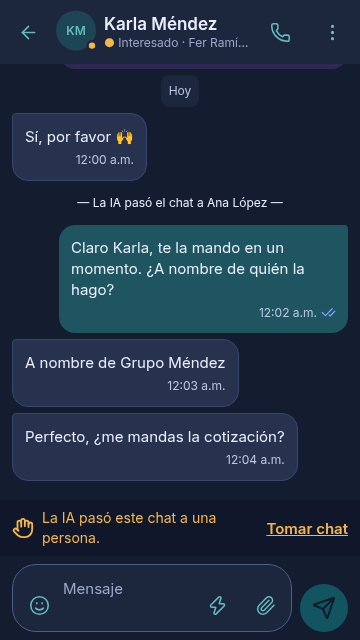 KM
Karla Méndez
Interesado · Fer Ramí...
Hoy
Sí, por favor 🙌
12:00 a.m.
— La IA pasó el chat a Ana López —
Claro Karla, te la mando en un
momento. ¿A nombre de quién la
hago?
12:02 a.m.
A nombre de Grupo Méndez
12:03 a.m.
Perfecto, ¿me mandas la cotización?
12:04 a.m.
La IA pasó este chat a una
persona.
Tomar chat
Mensaje